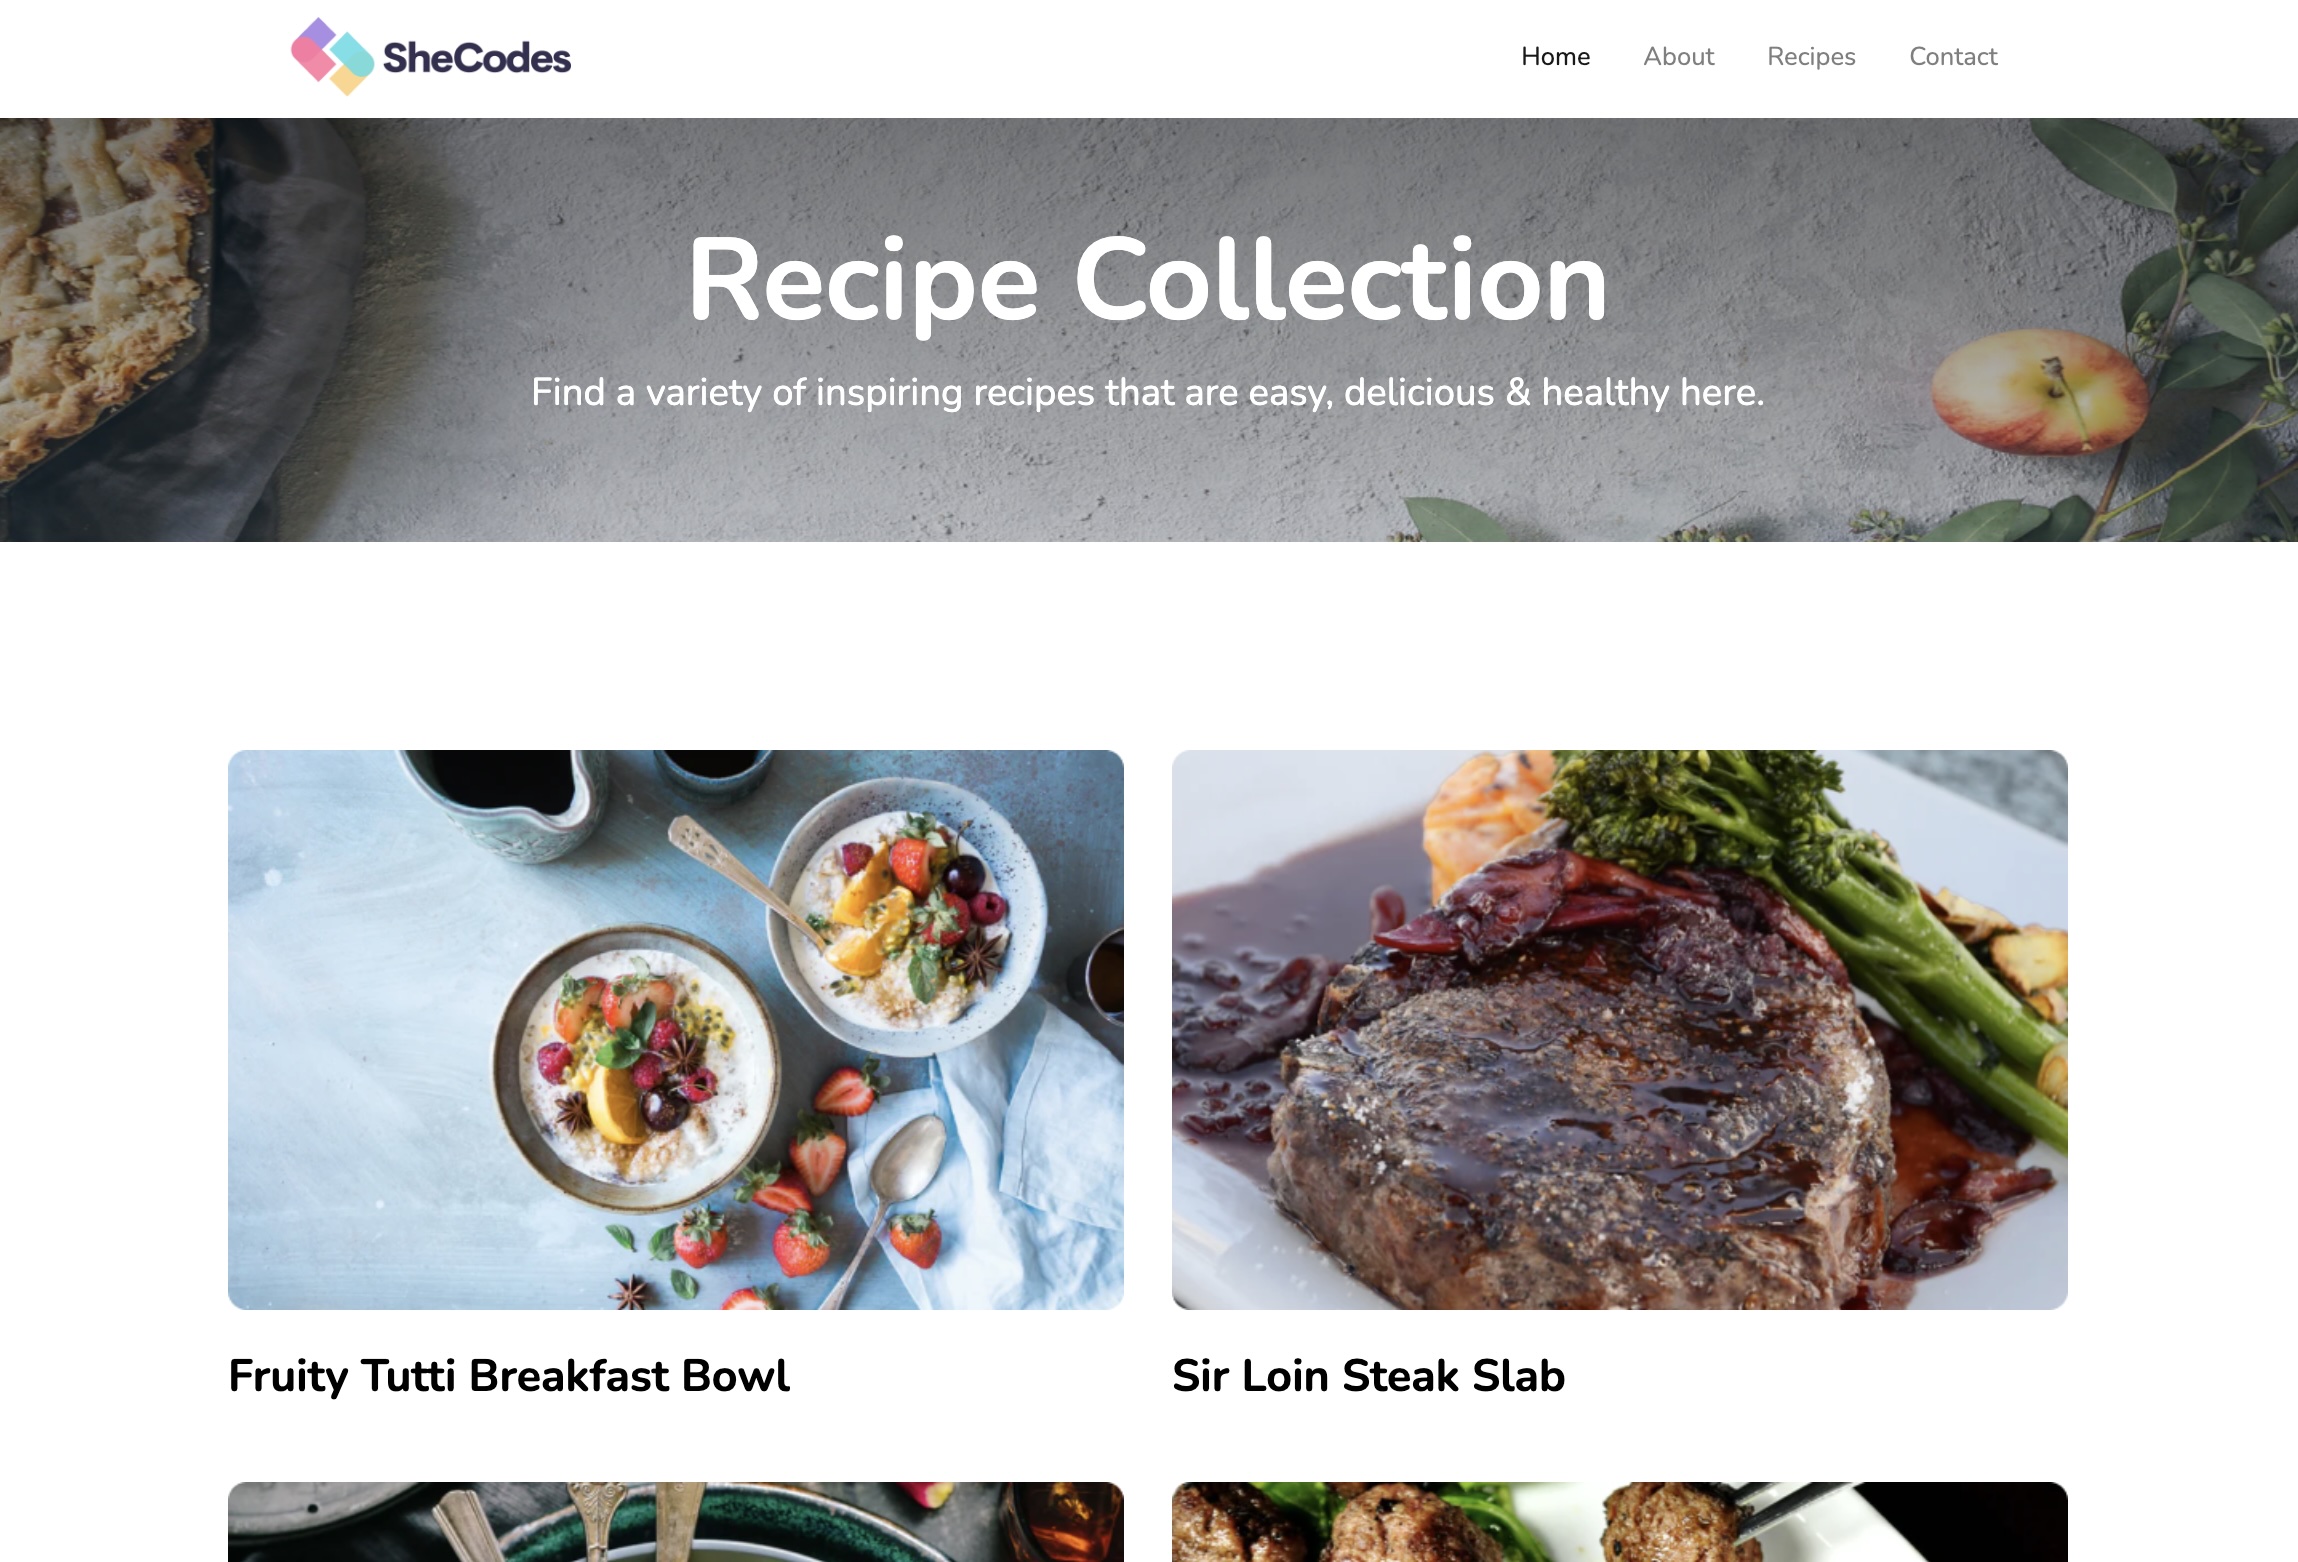 SheCodes
Home About Recipes Contact
Recipe Collection
Find a variety of inspiring recipes that are easy, delicious & healthy here.
Fruity Tutti Breakfast Bowl
Sir Loin Steak Slab